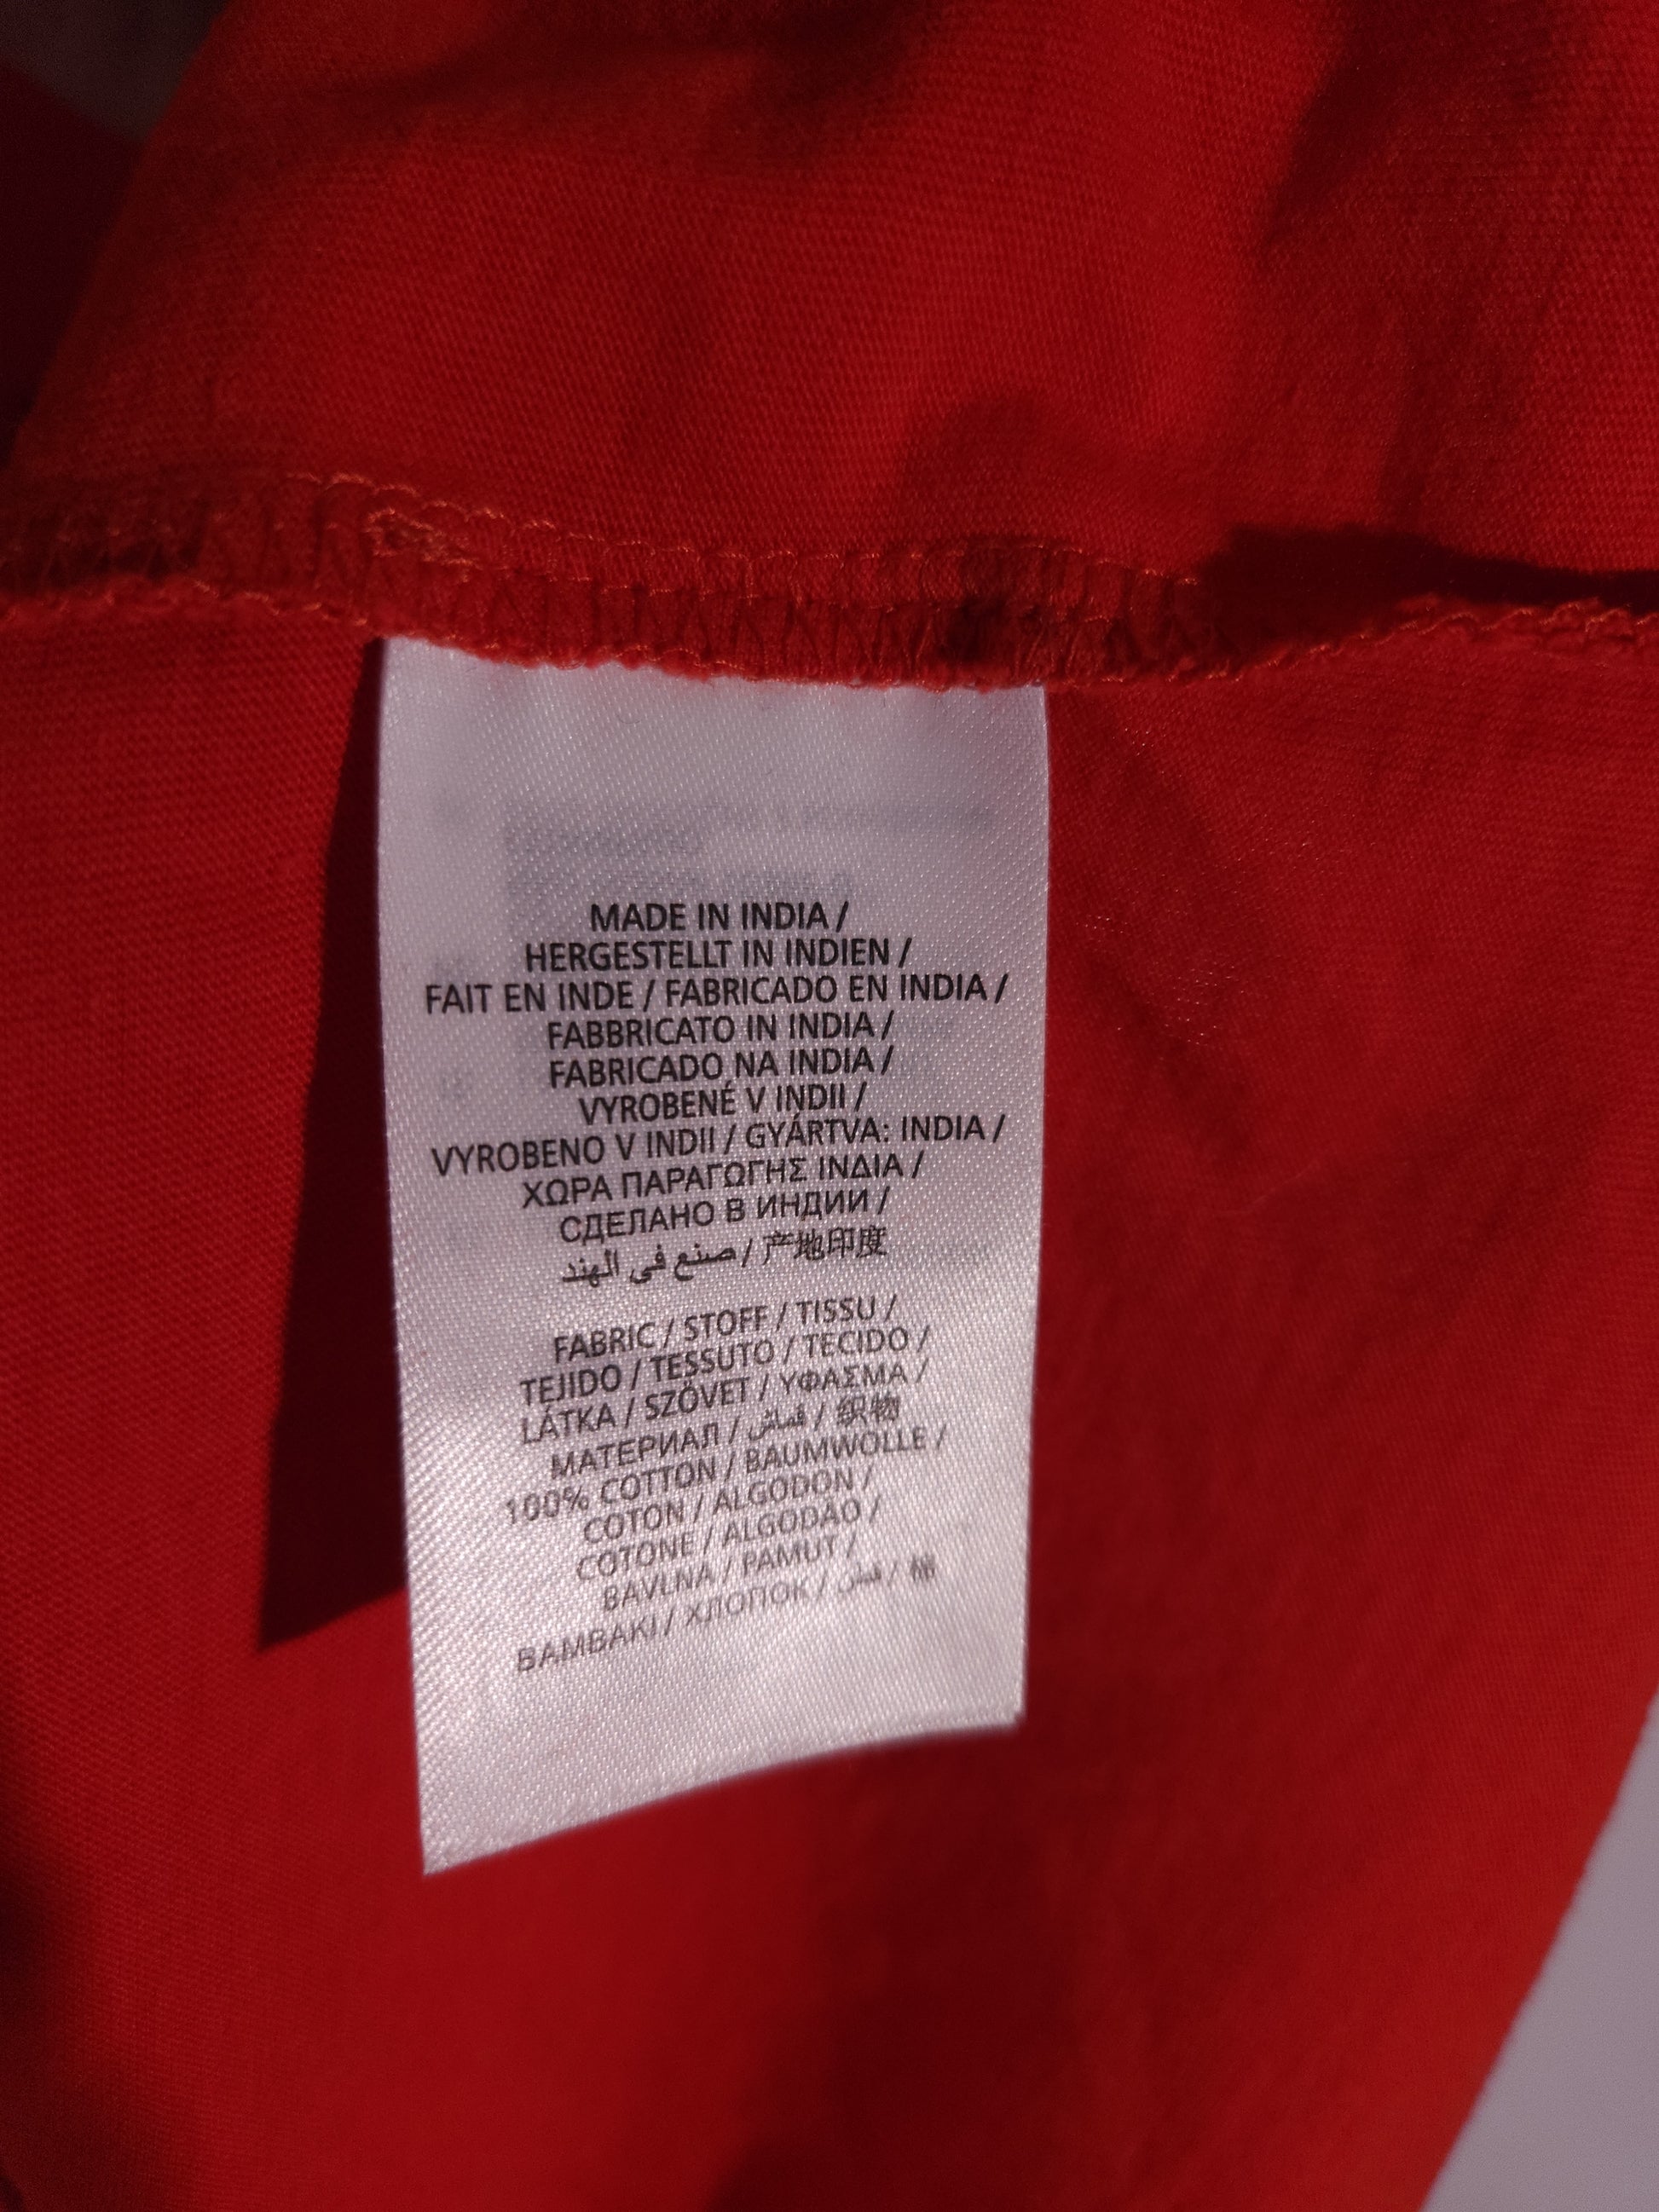 MADE IN INDIA /
HERGESTELLT IN INDIEN /
FAIT EN INDE / FABRICADO EN INDIA /
FABBRICATO IN INDIA /
FABRICADO NA INDIA /
VYROBENÉ V INDII /
VYROBENO V INDII / GYÁRTVA: INDIA /
ΧΩΡΑ ΠΑΡΑΓΩΓΗΣ ΙΝΔΙΑ /
СДЕЛАНО В ИНДИИ /
صنع فى الهند / 产地印度
FABRIC / STOFF / TISSU /
TEJIDO / TESSUTO / TECIDO /
LÁTKA / SZÖVET / ΥΦΑΣΜΑ /
МАТЕРИАЛ / قماش / 织物
100% COTTON / BAUMWOLLE /
COTON / ALGODON /
COTONE / ALGODAO /
BAVLNA / PAMUT /
BAMBAKI / ХЛОПОК / / 棉